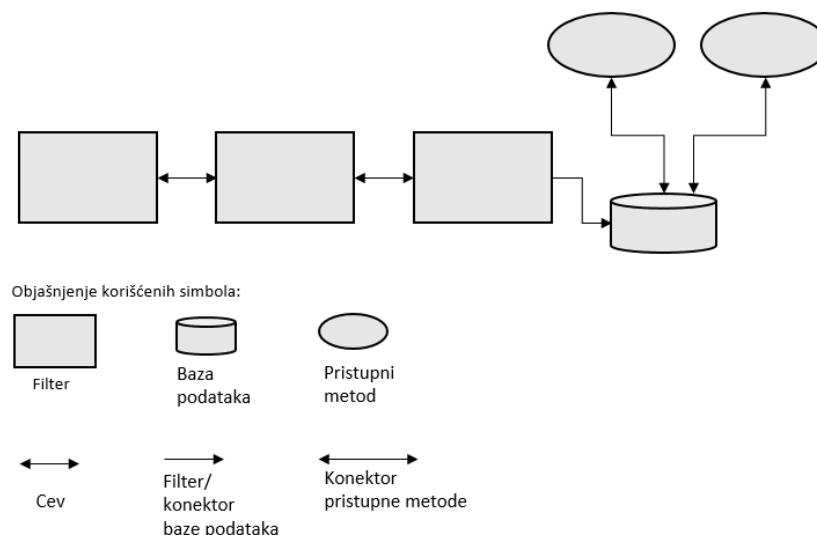 Objašnjenje korišćenih simbola:
Filter
Baza
podataka
Pristupni
metod
Cev
Filter/
konektor
baze podataka
Konektor
pristupne metode